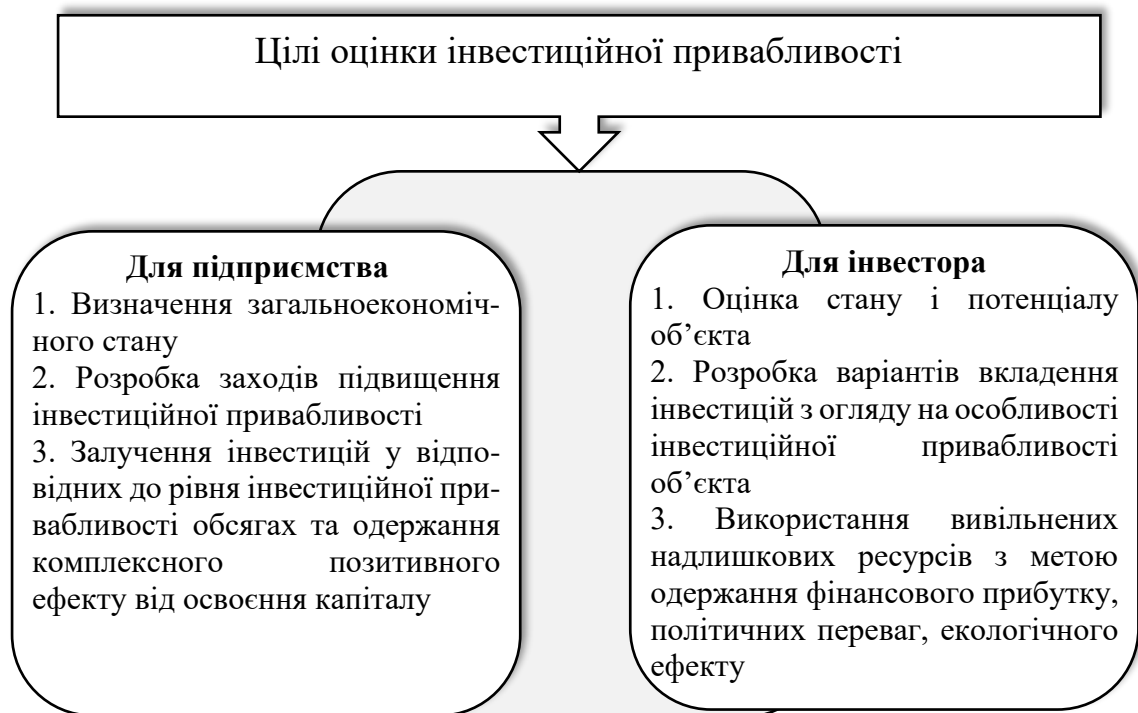 Цілі оцінки інвестиційної привабливості
Для підприємства
1. Визначення загальноекономіч-
ного стану
2. Розробка заходів підвищення
інвестиційної привабливості
3. Залучення інвестицій у відпо-
відних до рівня інвестиційної при-
вабливості обсягах та одержання
комплексного позитивного
ефекту від освоєння капіталу
Для інвестора
1. Оцінка стану і потенціалу
об’єкта
2. Розробка варіантів вкладення
інвестицій з огляду на особливості
інвестиційної привабливості
об’єкта
3. Використання вивільнених
надлишкових ресурсів з метою
одержання фінансового прибутку,
політичних переваг, екологічного
ефекту